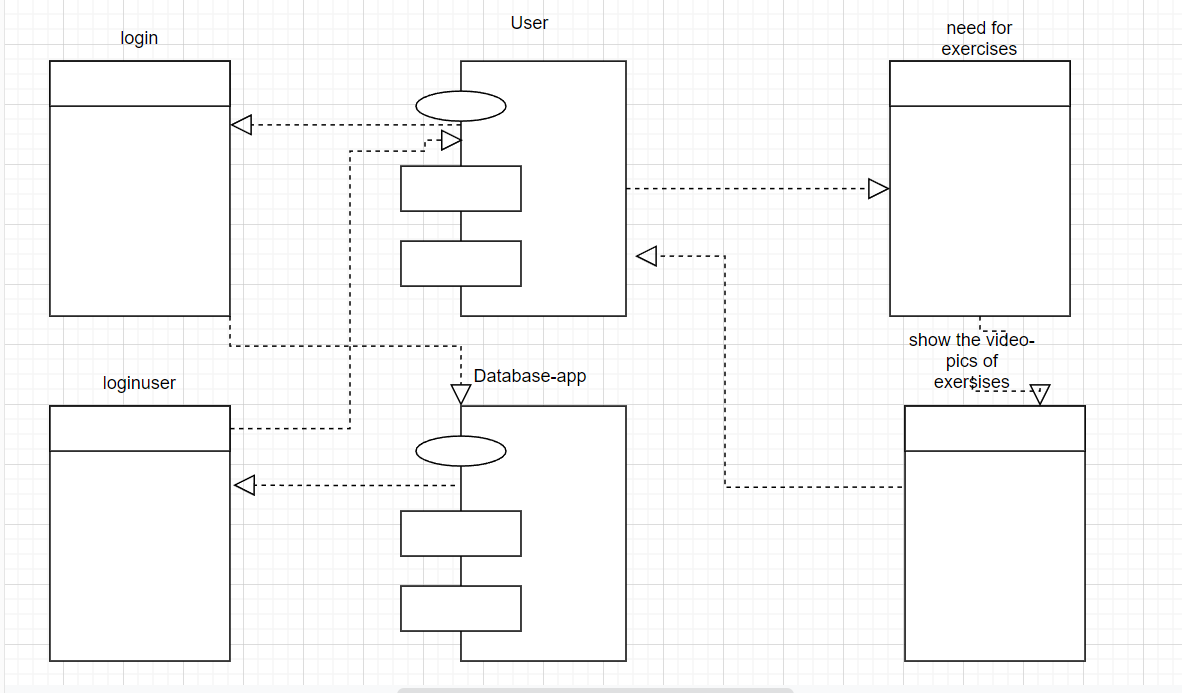 login
User
need for
exercises
show the video-
pics of
exersises
loginuser
Database-app